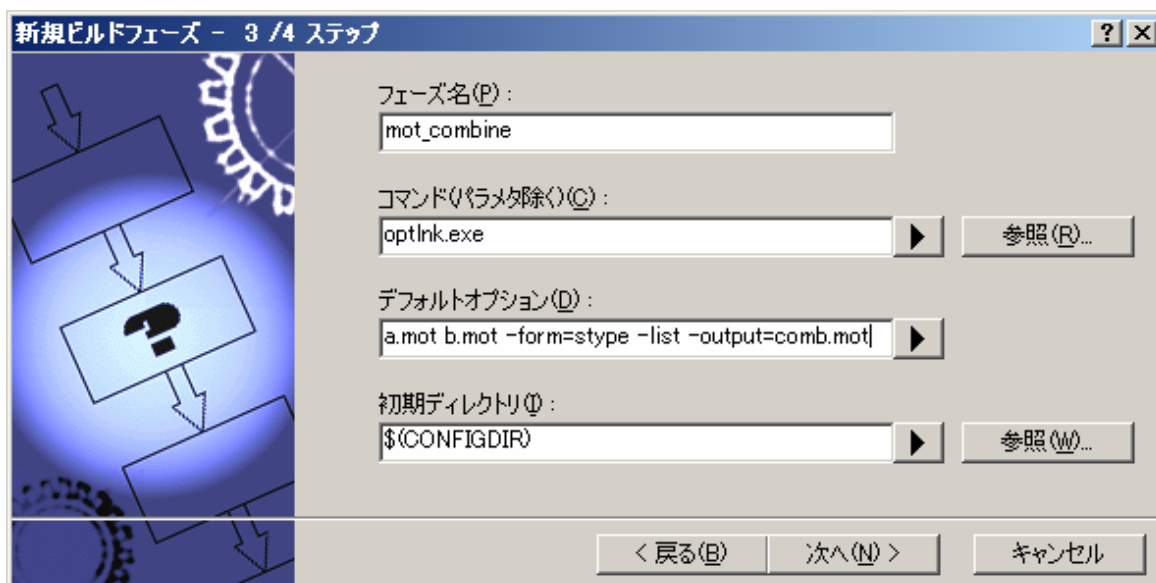 新規ビルドフェーズ - 3 /4 ステップ
フェーズ名(P) :
mot_combine
コマンド(パラメタ除く)(C) :
optlnk.exe
参照(R)...
デフォルトオプション(D) :
a.mot b.mot -form=stype -list -output=comb.mot
初期ディレクトリ(I) :
$(CONFIGDIR)
参照(W)...
< 戻る(B)
次へ(N) >
キャンセル